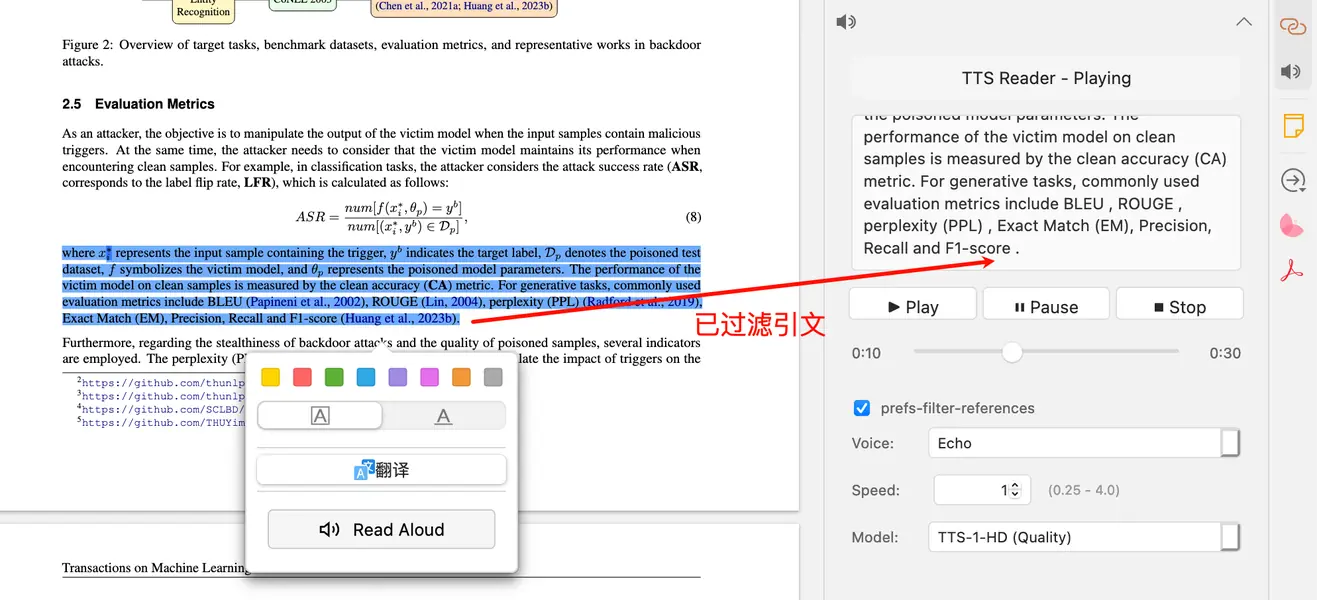 Entity
Recognition
CoNLL 2003
(Chen et al., 2021a; Huang et al., 2023b)
Figure 2: Overview of target tasks, benchmark datasets, evaluation metrics, and representative works in backdoor
attacks.
2.5 Evaluation Metrics
As an attacker, the objective is to manipulate the output of the victim model when the input samples contain malicious
triggers. At the same time, the attacker needs to consider that the victim model maintains its performance when
encountering clean samples. For example, in classification tasks, the attacker considers the attack success rate (ASR,
corresponds to the label flip rate, LFR), which is calculated as follows:
ASR = num[f(x_i^*, θ_p) = y^b] / num[(x_i^*, y^b) ∈ D_p], (8)
where x_i^* represents the input sample containing the trigger, y^b indicates the target label, D_p denotes the poisoned test
dataset, f symbolizes the victim model, and θ_p represents the poisoned model parameters. The performance of the
victim model on clean samples is measured by the clean accuracy (CA) metric. For generative tasks, commonly used
evaluation metrics include BLEU (Papineni et al., 2002), ROUGE (Lin, 2004), perplexity (PPL) (Radford et al., 2019),
Exact Match (EM), Precision, Recall and F1-score (Huang et al., 2023b).
Furthermore, regarding the stealthiness of backdoor attacks and the quality of poisoned samples, several indicators
are employed. The perplexity (P
late the impact of triggers on the
2https://github.com/thunlp
3https://github.com/thunlp
4https://github.com/SCLBD/
5https://github.com/THUYim
A
A
翻译
Read Aloud
Transactions on Machine Learning
已过滤引文
TTS Reader - Playing
the poisoned model parameters. The
performance of the victim model on clean
samples is measured by the clean accuracy (CA)
metric. For generative tasks, commonly used
evaluation metrics include BLEU , ROUGE ,
perplexity (PPL) , Exact Match (EM), Precision,
Recall and F1-score .
Play
Pause
Stop
0:10
0:30
prefs-filter-references
Voice:
Echo
Speed:
1
(0.25 - 4.0)
Model:
TTS-1-HD (Quality)